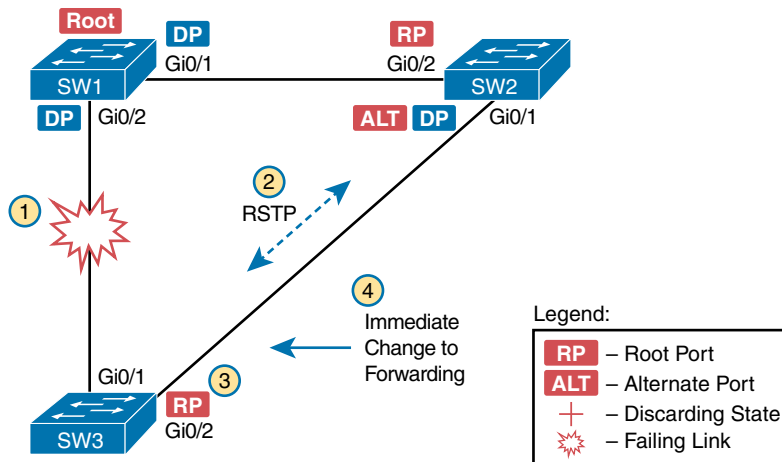 Root
DP
RP
Gi0/1
Gi0/2
SW1
SW2
DP
Gi0/2
ALT DP
Gi0/1
1
2
RSTP
4
Immediate
Change to
Forwarding
Gi0/1
3
RP
Gi0/2
SW3
Legend:
RP – Root Port
ALT – Alternate Port
– Discarding State
– Failing Link